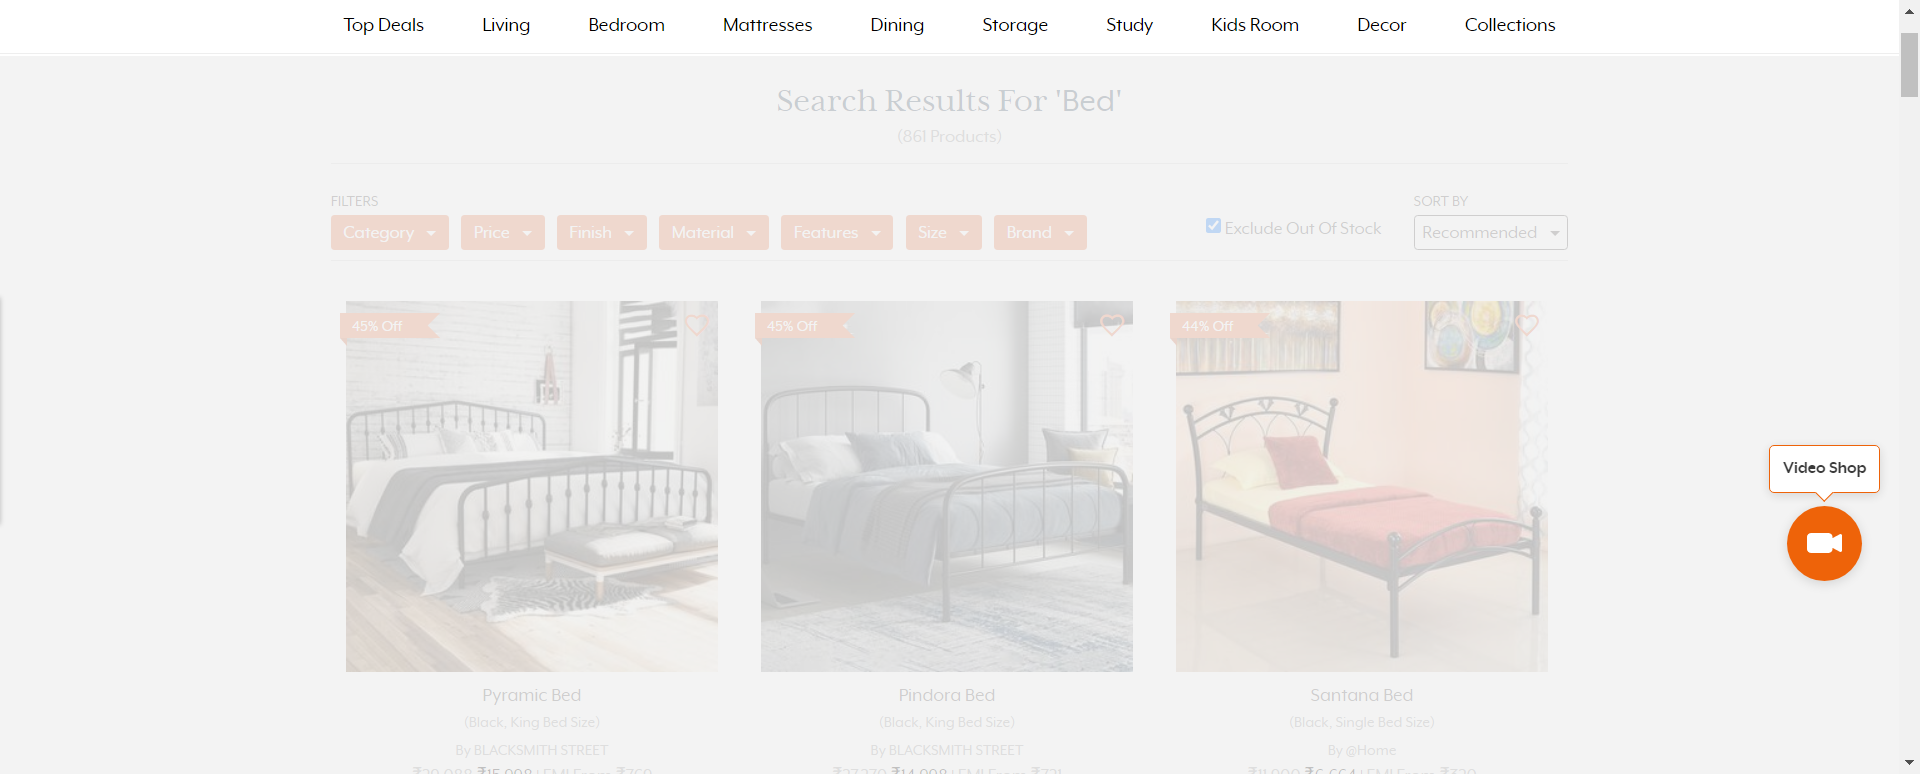 Top Deals Living Bedroom Mattresses Dining Storage Study Kids Room Decor Collections
Search Results For 'Bed'
(861 Products)
FILTERS SORT BY
Category Price Finish Material Features Size Brand Exclude Out Of Stock Recommended
45% Off 45% Off 44% Off
Video Shop
Pyramic Bed Pindora Bed Santana Bed
(Black, King Bed Size) (Black, King Bed Size) (Black, Single Bed Size)
By BLACKSMITH STREET By BLACKSMITH STREET By @Home